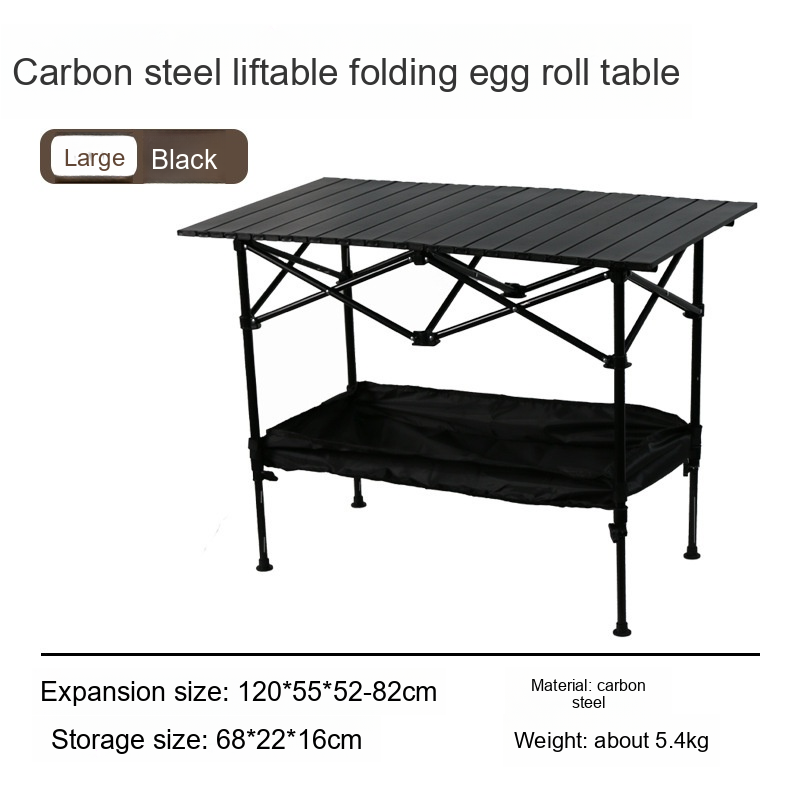 Carbon steel liftable folding egg roll table
Large Black
Expansion size: 120*55*52-82cm
Material: carbon
steel
Storage size: 68*22*16cm
Weight: about 5.4kg